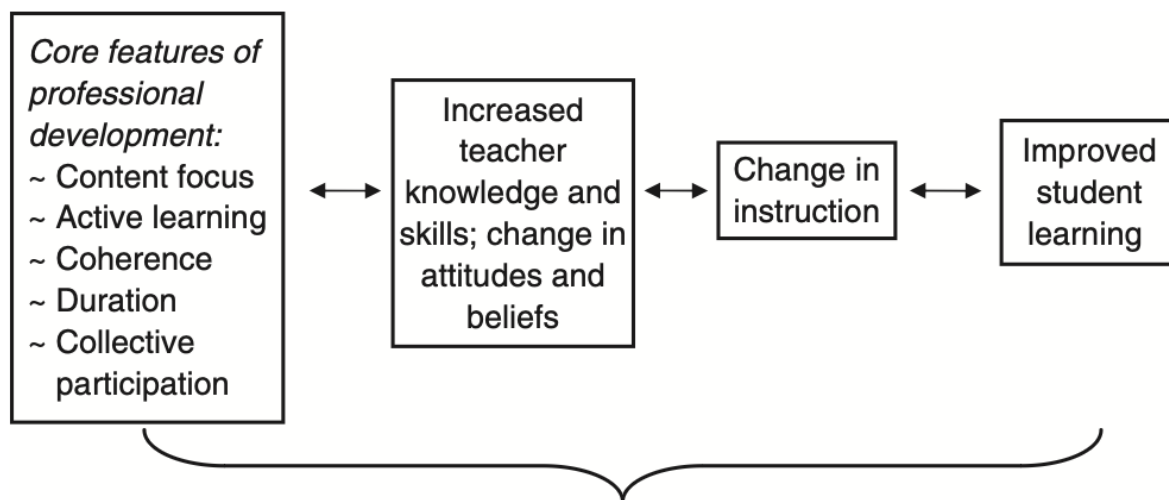 Core features of
professional
development:
~ Content focus
~ Active learning
~ Coherence
~ Duration
~ Collective
participation
Increased
teacher
knowledge and
skills; change in
attitudes and
beliefs
Change in
instruction
Improved
student
learning